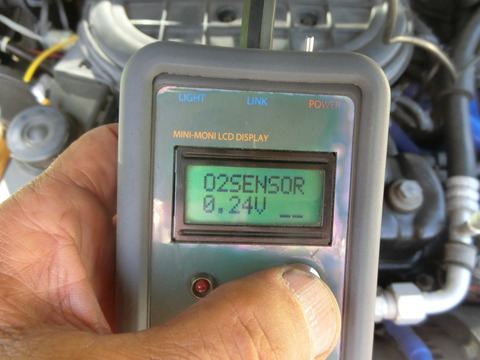 LIGHT LINK POWER
MINI-MONI LCD DISPLAY
O2SENSOR
0.24V __